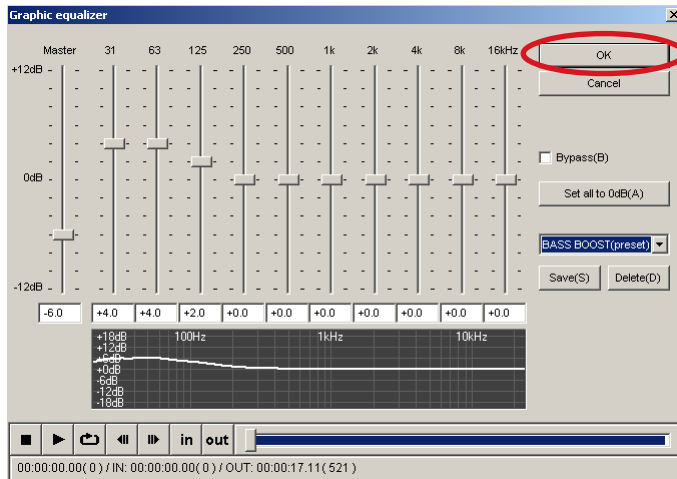 Graphic equalizer
Master 31 63 125 250 500 1k 2k 4k 8k 16kHz
+12dB
0dB
-12dB
OK
Cancel
Bypass(B)
Set all to 0dB(A)
BASS BOOST(preset)
Save(S) Delete(D)
-6.0 +4.0 +4.0 +2.0 +0.0 +0.0 +0.0 +0.0 +0.0 +0.0 +0.0
100Hz 1kHz 10kHz
+18dB
+12dB
+6dB
+0dB
-6dB
-12dB
-18dB
in out
00:00:00.00( 0 ) / IN: 00:00:00.00( 0 ) / OUT: 00:00:17.11( 521 )